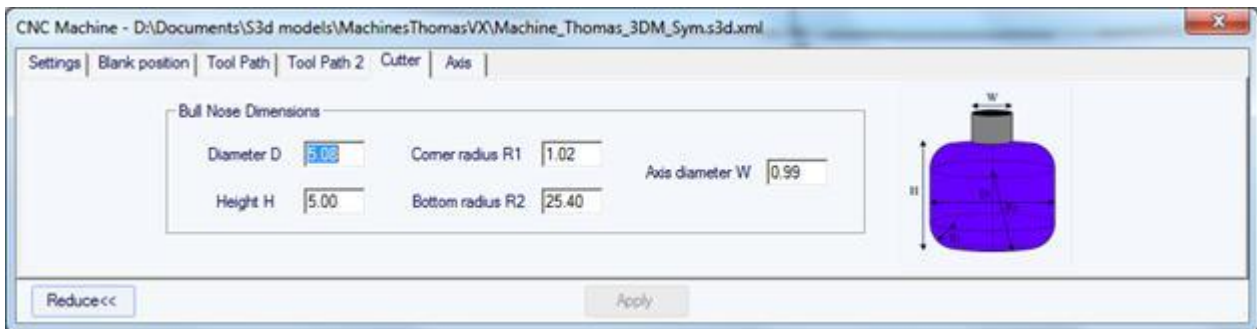 CNC Machine - D:\Documents\S3d models\MachinesThomasVX\Machine_Thomas_3DM_Sym.s3d.xml
Settings Blank position Tool Path Tool Path 2 Cutter Axis
Bull Nose Dimensions
Diameter D 5.08 Corner radius R1 1.02
Axis diameter W 0.99
Height H 5.00 Bottom radius R2 25.40
W
H
Reduce<< Apply